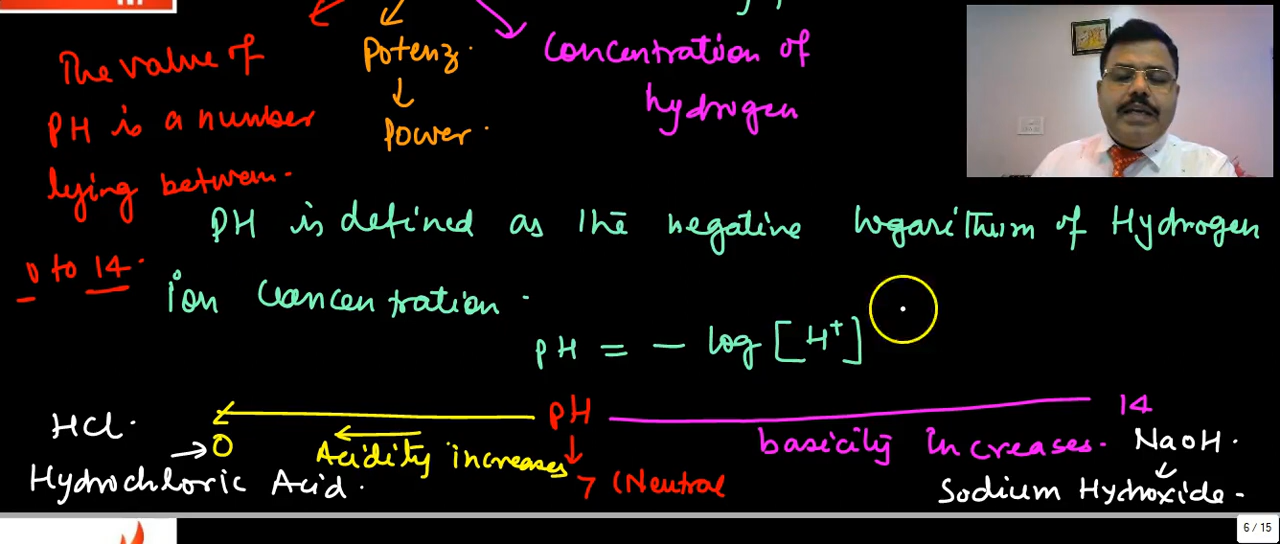 The value of
PH is a number
lying between
0 to 14.
Potenz.
Power.
Concentration of
hydrogen
PH is defined as the negative logarithm of Hydrogen
ion concentration.
PH = - log [H+]
HCl.
Hydrochloric Acid.
0
Acidity increases
PH
7 (Neutral
basicity Increases.
14
NaOH.
Sodium Hydroxide-
6 / 15